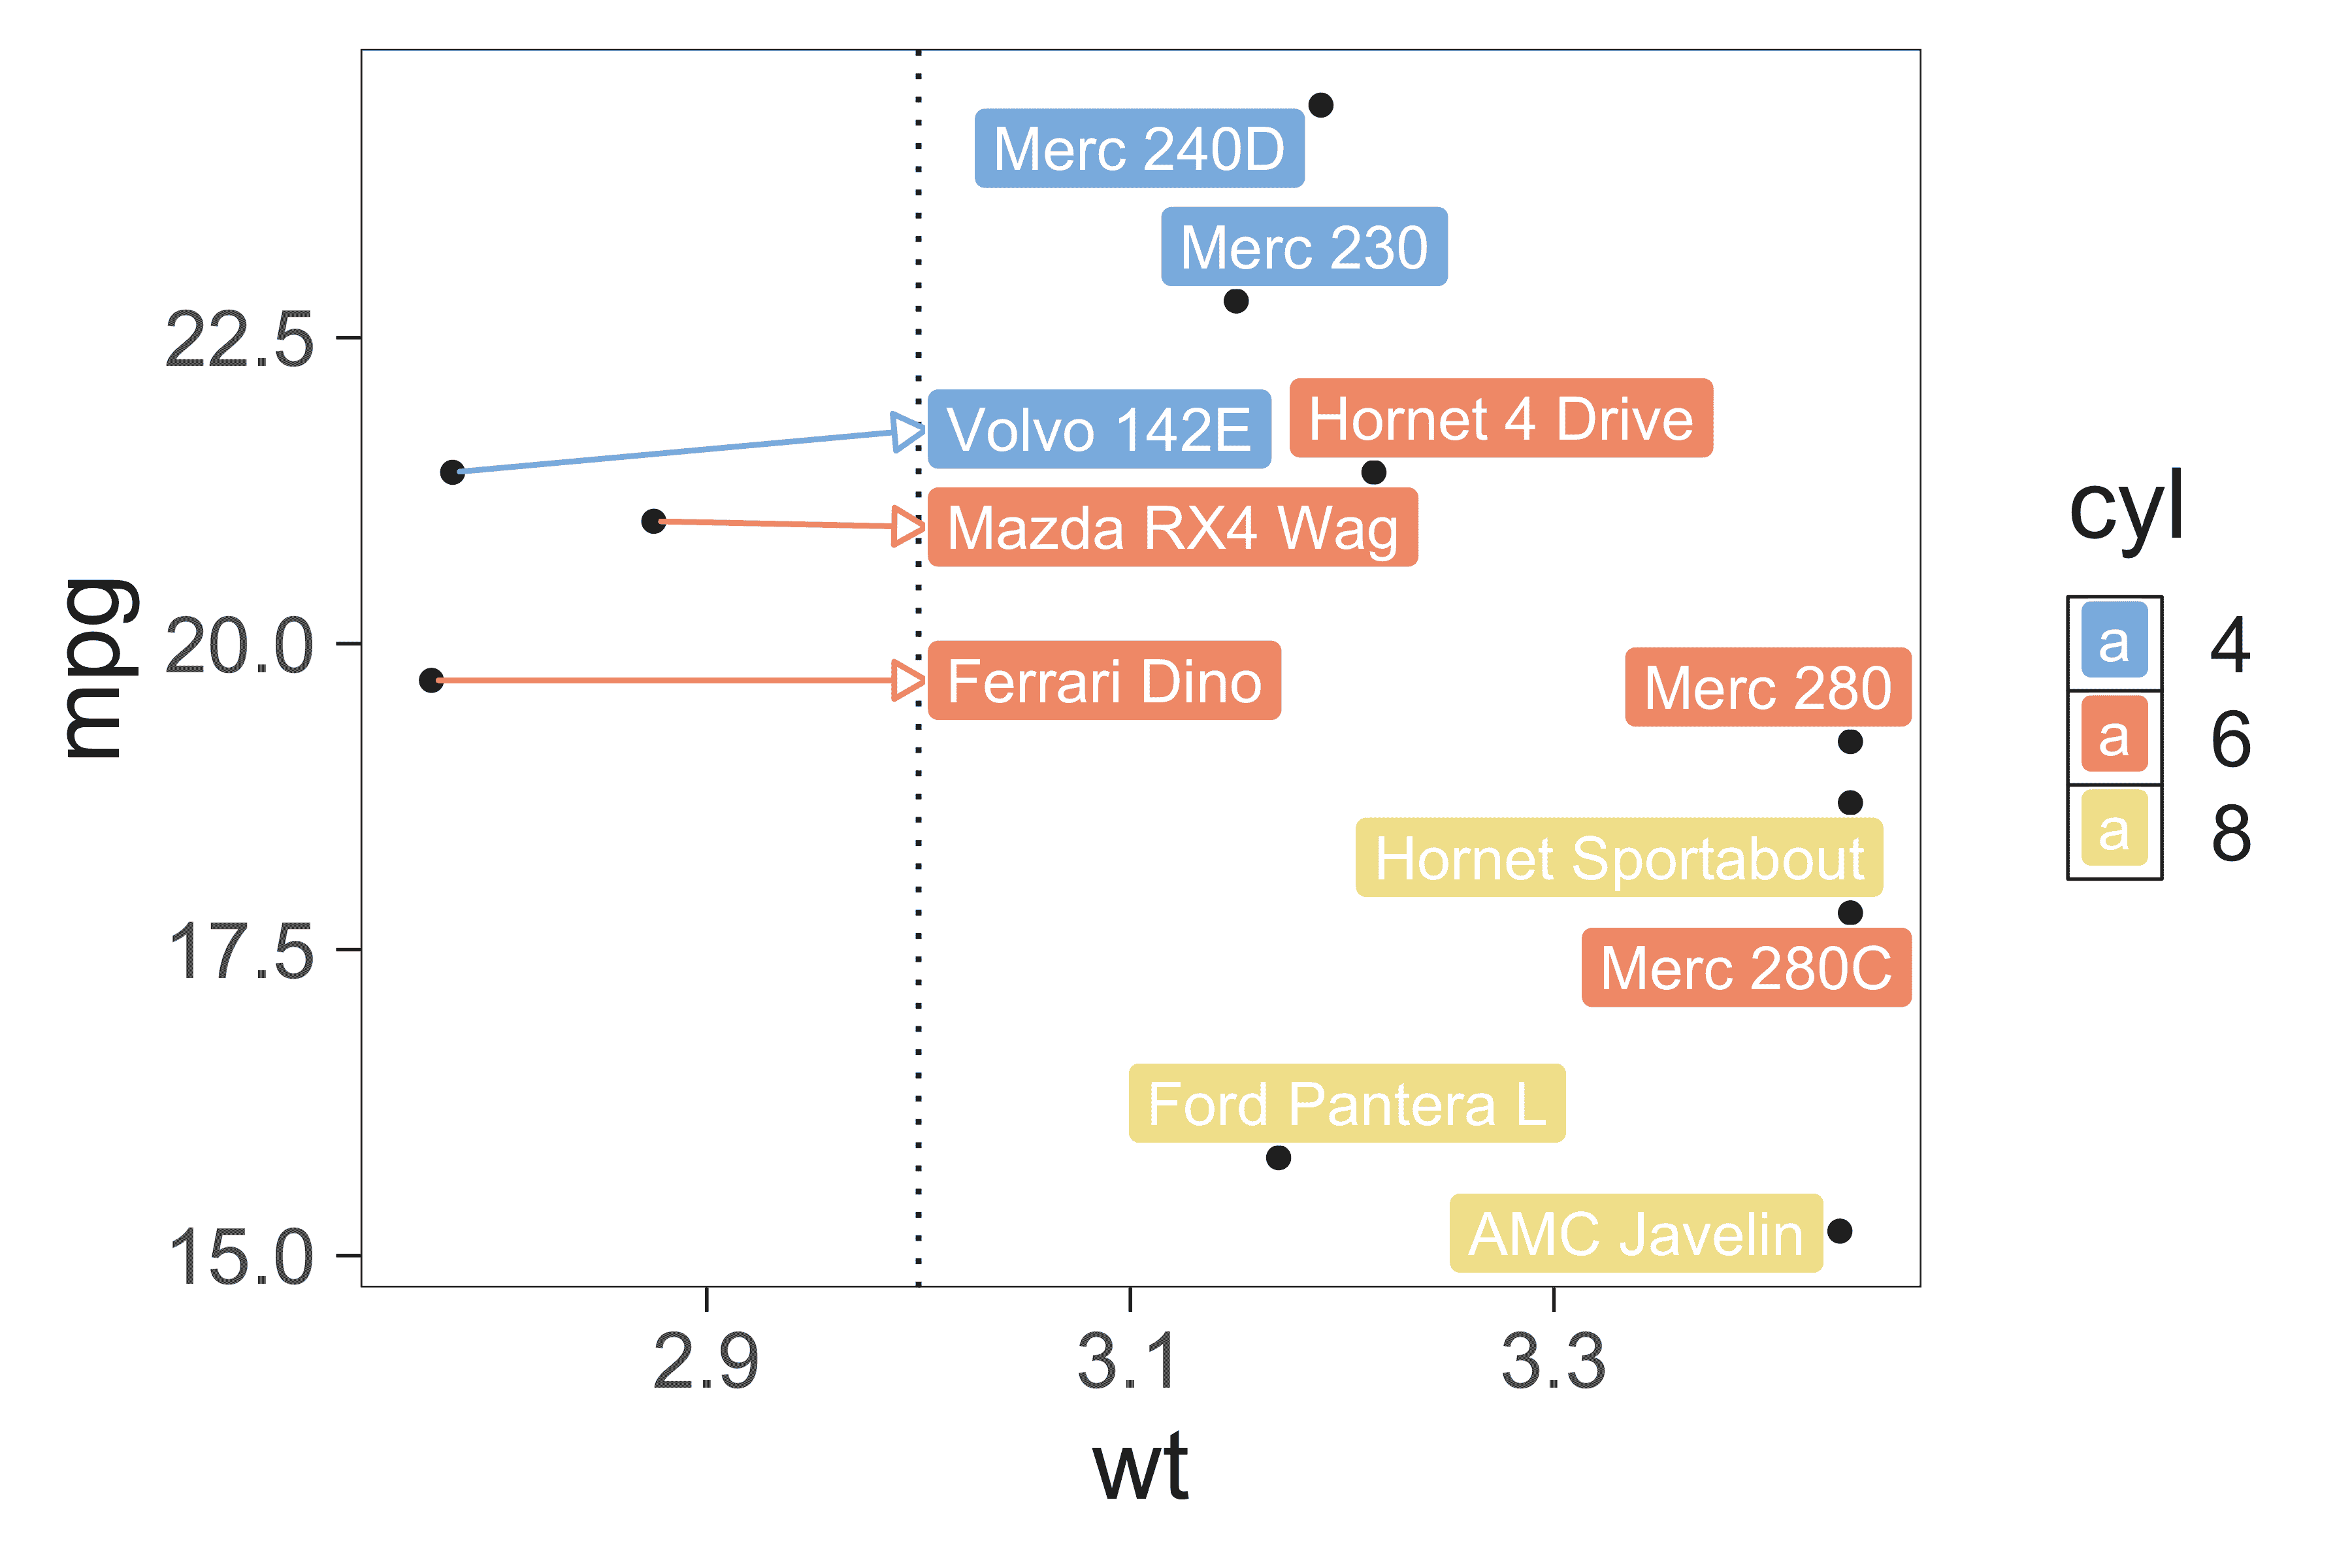 Merc 240D
Merc 230
22.5
Volvo 142E
Hornet 4 Drive
Mazda RX4 Wag
cyl
mpg
20.0
Ferrari Dino
Merc 280
a 4
a 6
a 8
Hornet Sportabout
17.5
Merc 280C
Ford Pantera L
AMC Javelin
15.0
2.9 3.1 3.3
wt